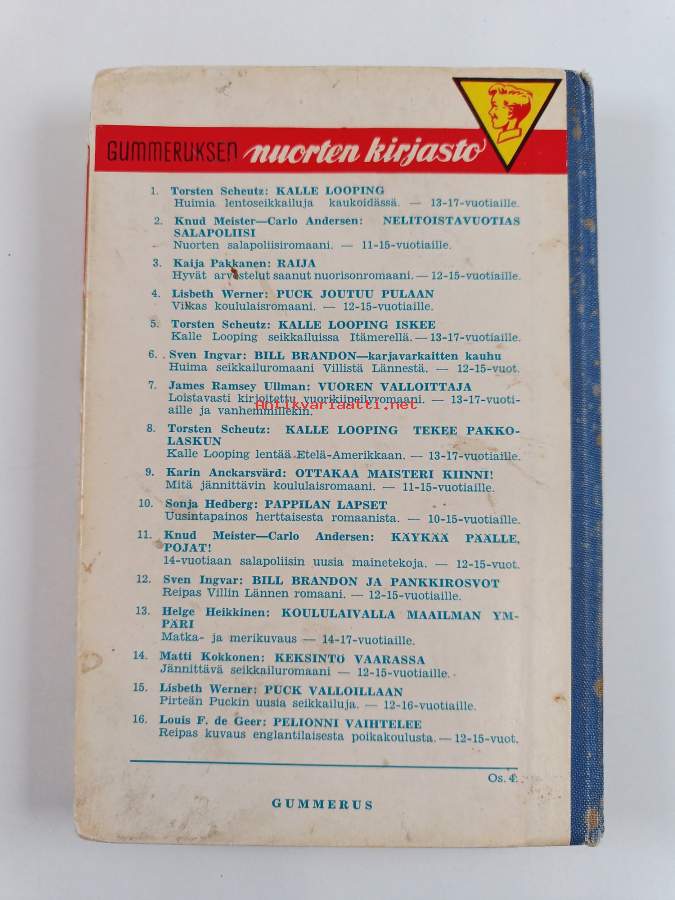 GUMMERUKSEN nuorten kirjasto
1. Torsten Scheutz: KALLE LOOPING
Huimia lentoseikkailuja kaukoidässä. — 13-17-vuotiaille.
2. Knud Meister—Carlo Andersen: NELITOISTAVUOTIAS
SALAPOLIISI
Nuorten salapoliisiromaani. — 11-15-vuotiaille.
3. Kaija Pakkanen: RAIJA
Hyvät arvostelut saanut nuorisonromaani. — 12-15-vuotiaille.
4. Lisbeth Werner: PUCK JOUTUU PULAAN
Vilkas koululaisromaani. — 12-15-vuotiaille.
5. Torsten Scheutz: KALLE LOOPING ISKEE
Kalle Looping seikkailuissa Itämerellä. — 13-17-vuotiaille.
6. Sven Ingvar: BILL BRANDON—karjavarkaitten kauhu
Huima seikkailuromaani Villistä Lännestä. — 12-15-vuot.
7. James Ramsey Ullman: VUOREN VALLOITTAJA
Loistavasti kirjoitettu vuorikiipeilyromaani. — 13-17-vuoti-
antikvariaatti.net
aille ja vanhemmillekin.
8. Torsten Scheutz: KALLE LOOPING TEKEE PAKKO-
LASKUN
Kalle Looping lentää Etelä-Amerikkaan. — 13-17-vuotiaille.
9. Karin Anckarsvärd: OTTAKAA MAISTERI KIINNI!
Mitä jännittävin koululaisromaani. — 11-15-vuotiaille.
10. Sonja Hedberg: PAPPILAN LAPSET
Uusintapainos herttaisesta romaanista. — 10-15-vuotiaille.
11. Knud Meister—Carlo Andersen: KÄYKÄÄ PÄÄLLE,
POJAT!
14-vuotiaan salapoliisin uusia mainetekoja. — 12-15-vuot.
12. Sven Ingvar: BILL BRANDON JA PANKKIROSVOT
Reipas Villin Lännen romaani. — 12-15-vuotiaille.
13. Helge Heikkinen: KOULULAIVALLA MAAILMAN YM-
PÄRI
Matka- ja merikuvaus — 14-17-vuotiaille.
14. Matti Kokkonen: KEKSINTÖ VAARASSA
Jännittävä seikkailuromaani — 12-15-vuotiaille.
15. Lisbeth Werner: PUCK VALLOILLAAN
Pirteän Puckin uusia seikkailuja. — 12-16-vuotiaille.
16. Louis F. de Geer: PELIONNI VAIHTELEE
Reipas kuvaus englantilaisesta poikakoulusta. — 12-15-vuot.
Os. 4.
GUMMERUS